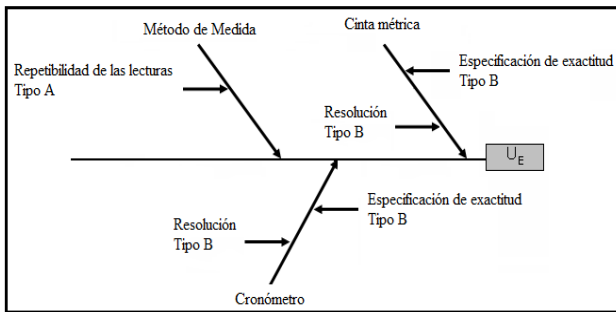 Método de Medida
Cinta métrica
Repetibilidad de las lecturas
Tipo A
Especificación de exactitud
Tipo B
Resolución
Tipo B
U_E
Especificación de exactitud
Tipo B
Resolución
Tipo B
Cronómetro